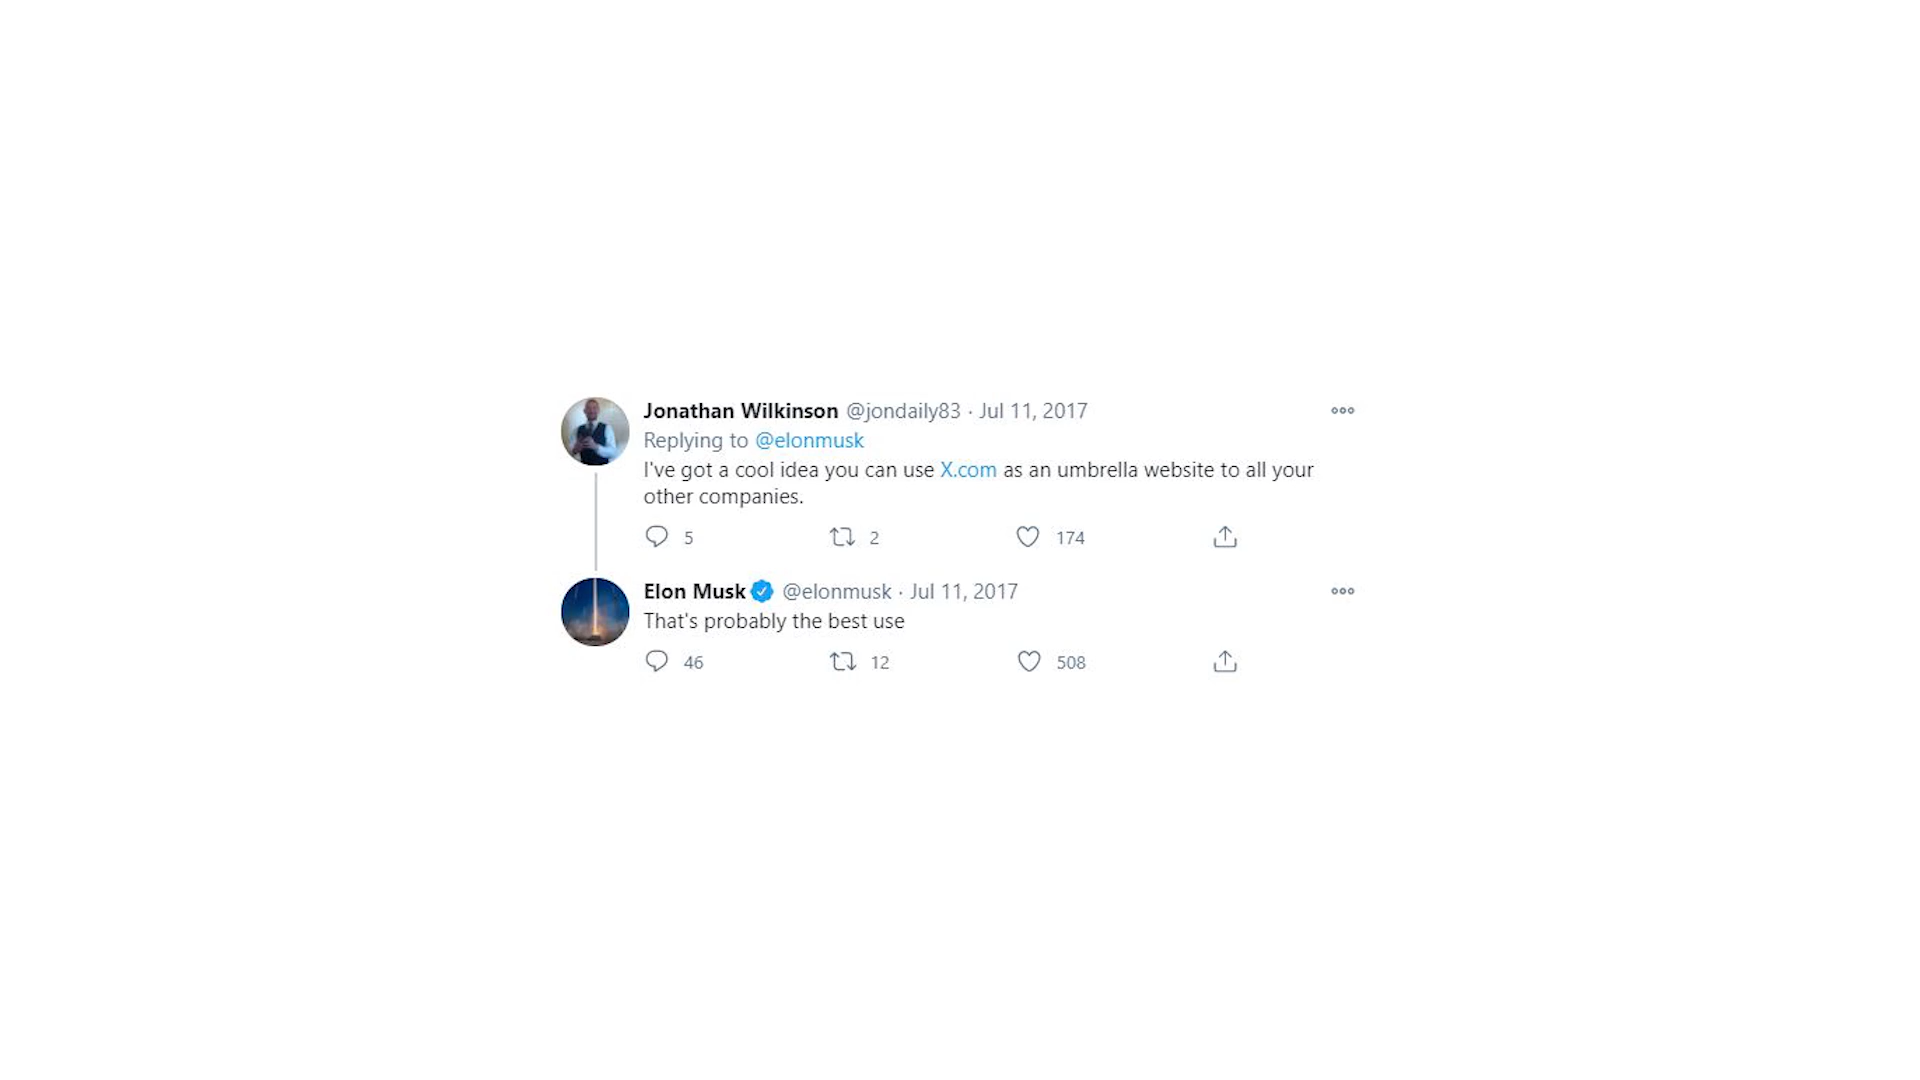 Jonathan Wilkinson @jondaily83 · Jul 11, 2017
Replying to @elonmusk
I've got a cool idea you can use X.com as an umbrella website to all your
other companies.
5 2 174
Elon Musk @elonmusk · Jul 11, 2017
That's probably the best use
46 12 508